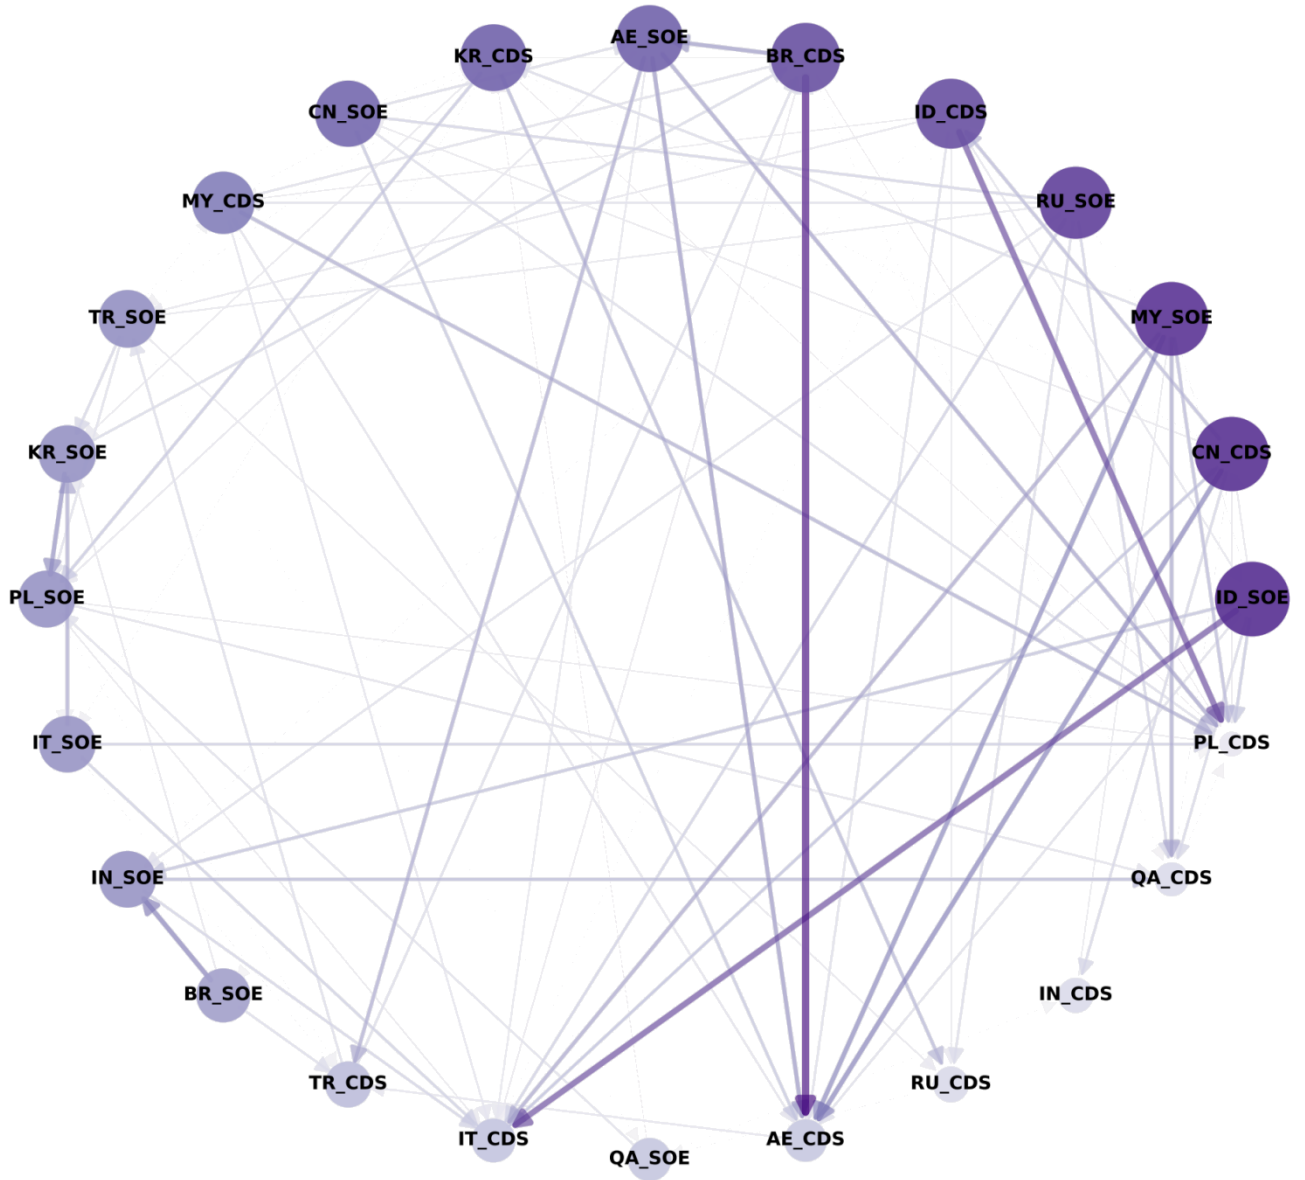 AE_SOE
KR_CDS
BR_CDS
CN_SOE
ID_CDS
MY_CDS
RU_SOE
TR_SOE
MY_SOE
KR_SOE
CN_CDS
PL_SOE
ID_SOE
IT_SOE
PL_CDS
IN_SOE
QA_CDS
BR_SOE
IN_CDS
TR_CDS
RU_CDS
IT_CDS
AE_CDS
QA_SOE